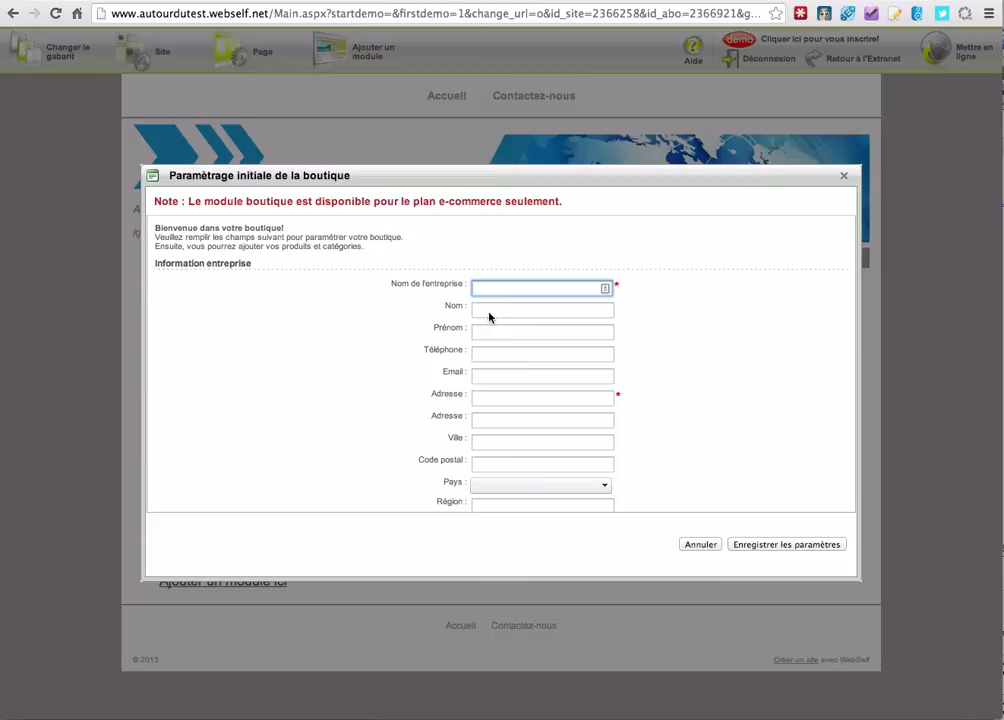 www.autourdutest.webself.net/Main.aspx?startdemo=&firstdemo=1&change_url=o&id_site=2366258&id_abo=2366921&g...
Changer le
gabarit
Site
Page
Ajouter un
module
Aide
demo
Cliquer ici pour vous inscrire!
Déconnexion
Retour à l'Extranet
Mettre en
ligne
Accueil
Contactez-nous
Paramètrage initiale de la boutique
Note : Le module boutique est disponible pour le plan e-commerce seulement.
Bienvenue dans votre boutique!
Veuillez remplir les champs suivant pour paramétrer votre boutique.
Ensuite, vous pourrez ajouter vos produits et catégories.
Information entreprise
Nom de l'entreprise : *
Nom :
Prénom :
Téléphone :
Email :
Adresse : *
Adresse :
Ville :
Code postal :
Pays :
Région :
Annuler
Enregistrer les paramètres
Ajouter un module ici
Accueil
Contactez-nous
© 2013
Créer un site avec WebSelf